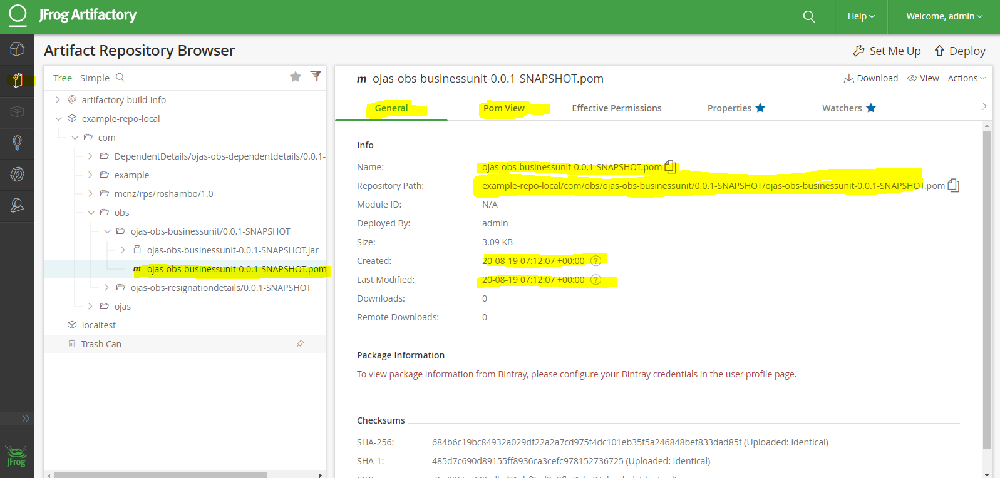 JFrog Artifactory
Help
Welcome, admin
Artifact Repository Browser
Set Me Up
Deploy
Tree Simple
artifactory-build-info
example-repo-local
com
DependentDetails/ojas-obs-dependentdetails/0.0.1-
example
mcnz/rps/roshambo/1.0
obs
ojas-obs-businessunit/0.0.1-SNAPSHOT
ojas-obs-businessunit-0.0.1-SNAPSHOT.jar
m ojas-obs-businessunit-0.0.1-SNAPSHOT.pom
ojas-obs-resignationdetails/0.0.1-SNAPSHOT
ojas
localtest
Trash Can
JFrog
m ojas-obs-businessunit-0.0.1-SNAPSHOT.pom
Download View Actions
General Pom View Effective Permissions Properties Watchers
Info
Name: ojas-obs-businessunit-0.0.1-SNAPSHOT.pom
Repository Path: example-repo-local/com/obs/ojas-obs-businessunit/0.0.1-SNAPSHOT/ojas-obs-businessunit-0.0.1-SNAPSHOT.pom
Module ID: N/A
Deployed By: admin
Size: 3.09 KB
Created: 20-08-19 07:12:07 +00:00 ?
Last Modified: 20-08-19 07:12:07 +00:00 ?
Downloads: 0
Remote Downloads: 0
Package Information
To view package information from Bintray, please configure your Bintray credentials in the user profile page.
Checksums
SHA-256: 684b6c19bc84932a029df22a2a7cd975f4dc101eb35f5a246848bef833dad85f (Uploaded: Identical)
SHA-1: 485d7c690d89155ff8936ca3cefc978152736725 (Uploaded: Identical)